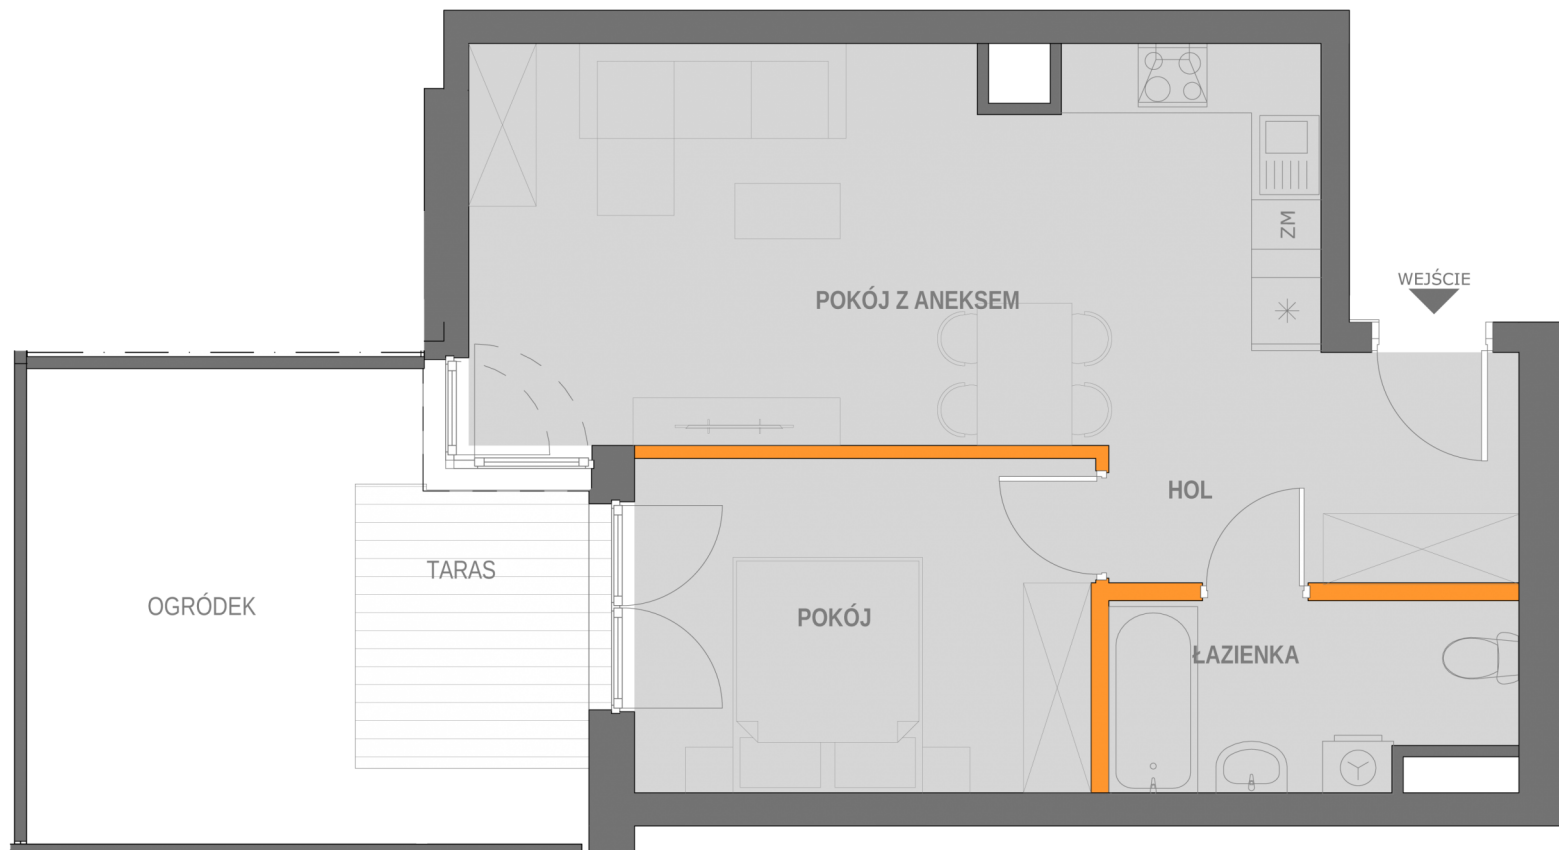 WEJŚCIE
ZM
POKÓJ Z ANEKSEM
HOL
TARAS
OGRÓDEK
POKÓJ
ŁAZIENKA